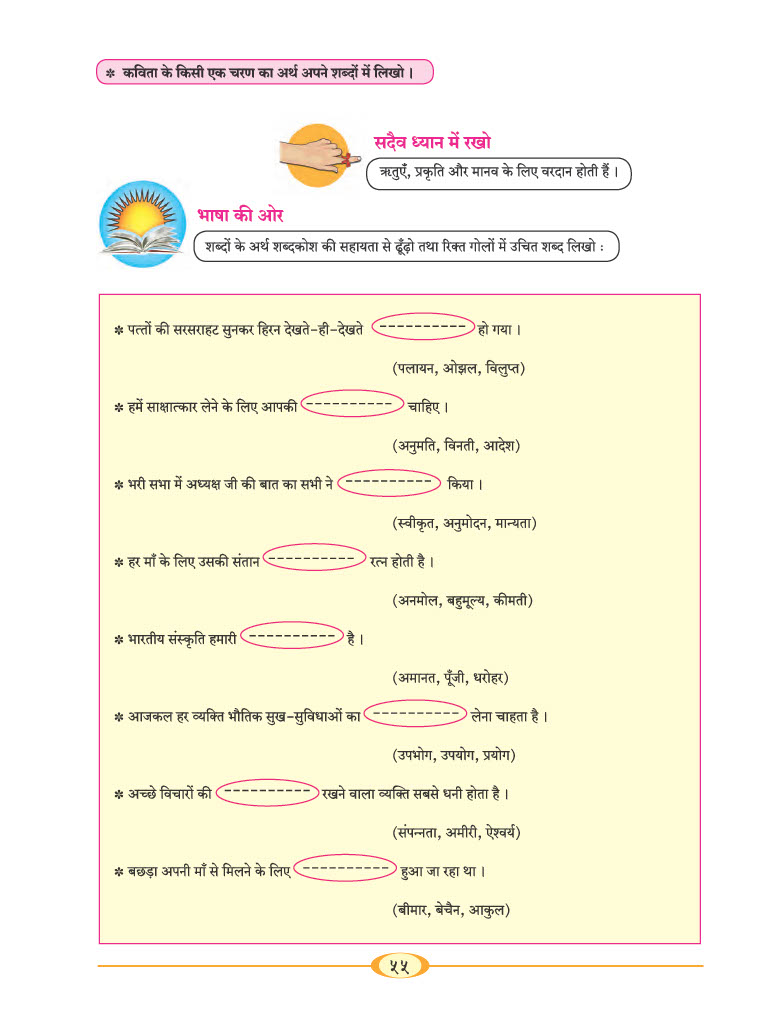 ✽ कविता के किसी एक चरण का अर्थ अपने शब्दों में लिखो ।
सदैव ध्यान में रखो
ऋतुएँ, प्रकृति और मानव के लिए वरदान होती हैं ।
भाषा की ओर
शब्दों के अर्थ शब्दकोश की सहायता से ढूँढ़ो तथा रिक्त गोलों में उचित शब्द लिखो :
✽ पत्तों की सरसराहट सुनकर हिरन देखते-ही-देखते ---------- हो गया ।
(पलायन, ओझल, विलुप्त)
✽ हमें साक्षात्कार लेने के लिए आपकी ---------- चाहिए ।
(अनुमति, विनती, आदेश)
✽ भरी सभा में अध्यक्ष जी की बात का सभी ने ---------- किया ।
(स्वीकृत, अनुमोदन, मान्यता)
✽ हर माँ के लिए उसकी संतान ---------- रत्न होती है ।
(अनमोल, बहुमूल्य, कीमती)
✽ भारतीय संस्कृति हमारी ---------- है ।
(अमानत, पूँजी, धरोहर)
✽ आजकल हर व्यक्ति भौतिक सुख-सुविधाओं का ---------- लेना चाहता है ।
(उपभोग, उपयोग, प्रयोग)
✽ अच्छे विचारों की ---------- रखने वाला व्यक्ति सबसे धनी होता है ।
(संपन्नता, अमीरी, ऐश्वर्य)
✽ बछड़ा अपनी माँ से मिलने के लिए ---------- हुआ जा रहा था ।
(बीमार, बेचैन, आकुल)
५५